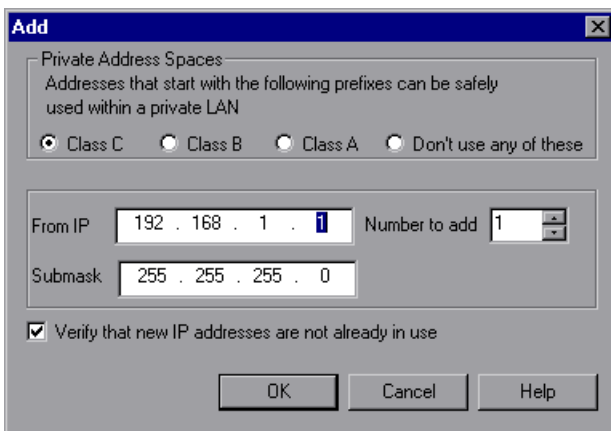 Add
Private Address Spaces
Addresses that start with the following prefixes can be safely
used within a private LAN
Class C Class B Class A Don't use any of these
From IP 192 . 168 . 1 . 1 Number to add 1
Submask 255 . 255 . 255 . 0
Verify that new IP addresses are not already in use
OK Cancel Help